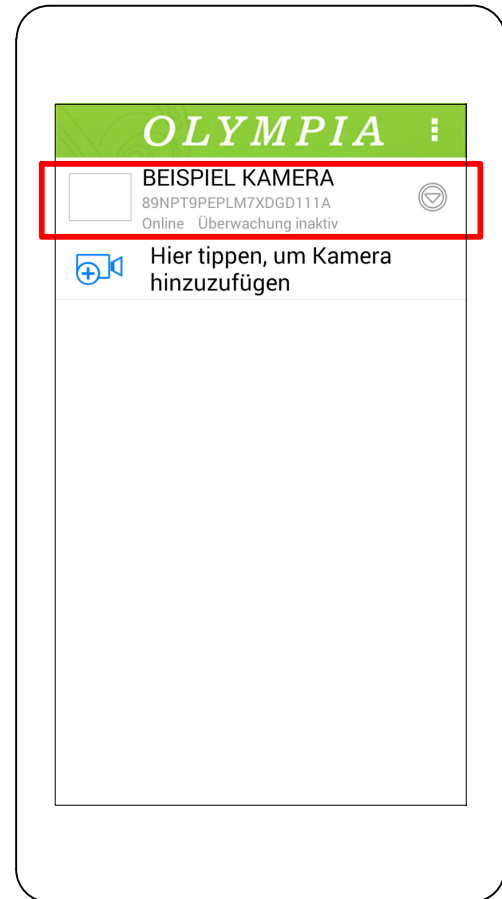 OLYMPIA
BEISPIEL KAMERA
89NPT9PEPLM7XDGD111A
Online Überwachung inaktiv
Hier tippen, um Kamera
hinzuzufügen